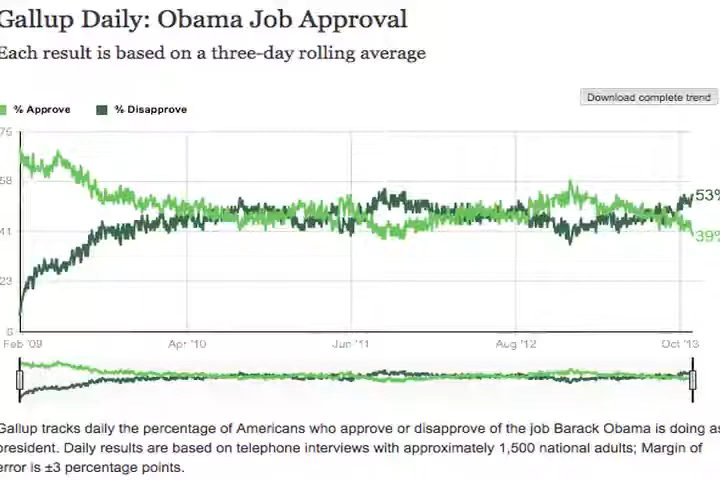 Gallup Daily: Obama Job Approval
Each result is based on a three-day rolling average
Download complete trend
% Approve % Disapprove
75
58
53%
41
39%
23
6
Feb '09 Apr '10 Jun '11 Aug '12 Oct '13
Gallup tracks daily the percentage of Americans who approve or disapprove of the job Barack Obama is doing as
president. Daily results are based on telephone interviews with approximately 1,500 national adults; Margin of
error is ±3 percentage points.